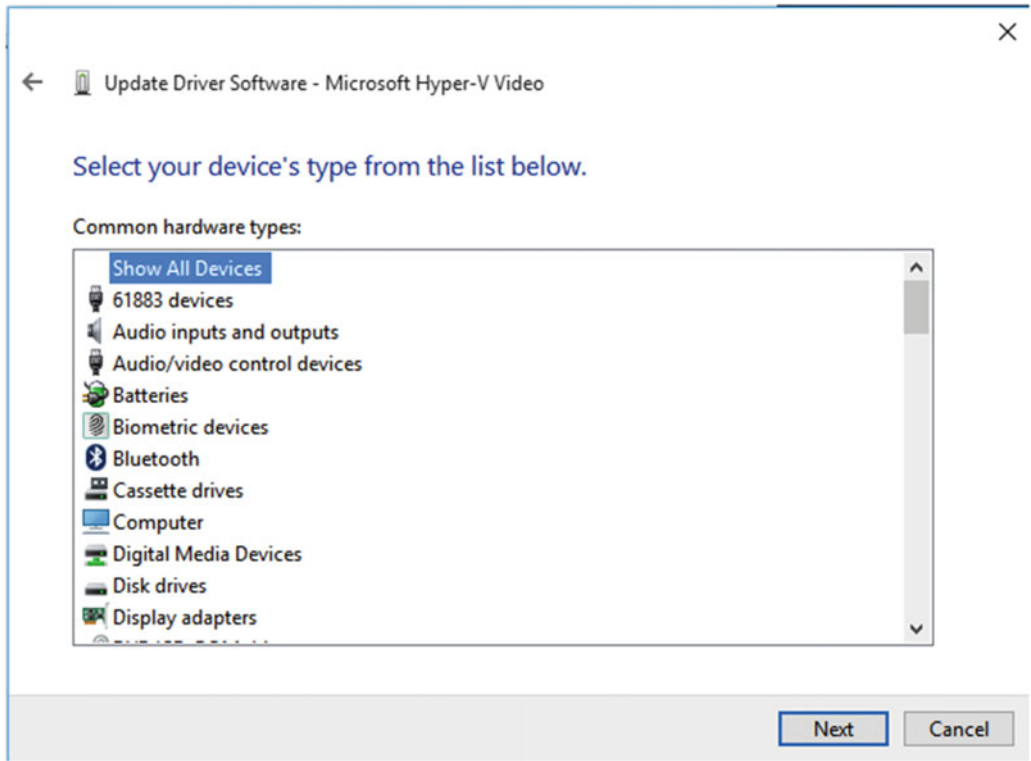 Update Driver Software - Microsoft Hyper-V Video
Select your device's type from the list below.
Common hardware types:
Show All Devices
61883 devices
Audio inputs and outputs
Audio/video control devices
Batteries
Biometric devices
Bluetooth
Cassette drives
Computer
Digital Media Devices
Disk drives
Display adapters
Next Cancel